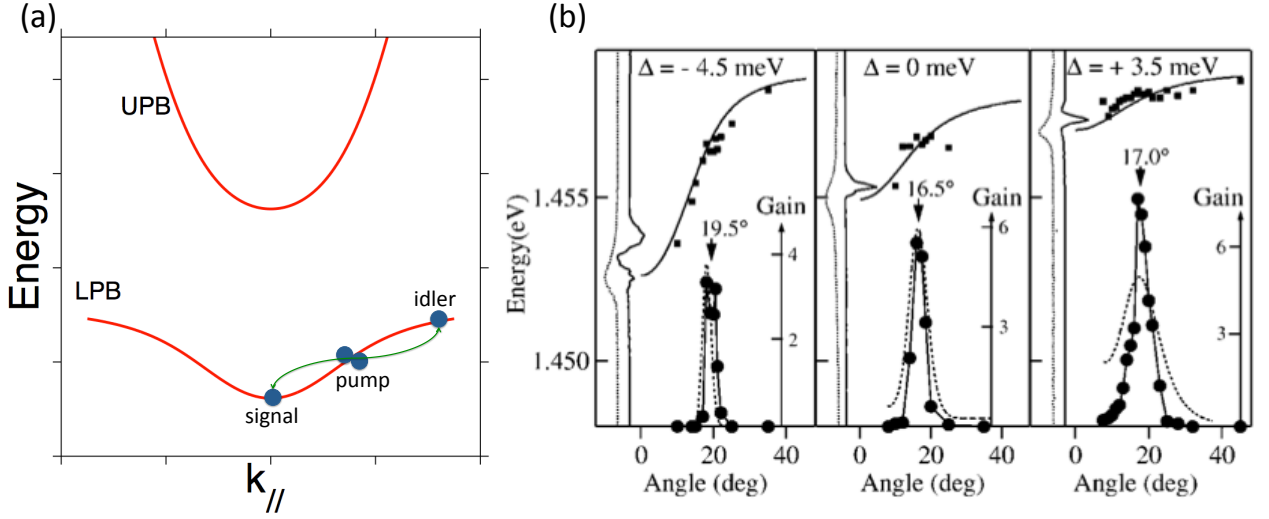 (a)
UPB
LPB
idler
pump
signal
Energy
k//
(b)
Δ = - 4.5 meV
Δ = 0 meV
Δ = + 3.5 meV
Energy(eV)
1.455
1.450
19.5°
Gain
4
2
16.5°
Gain
6
3
17.0°
Gain
6
3
0 20 40
0 20 40
0 20 40
Angle (deg)
Angle (deg)
Angle (deg)